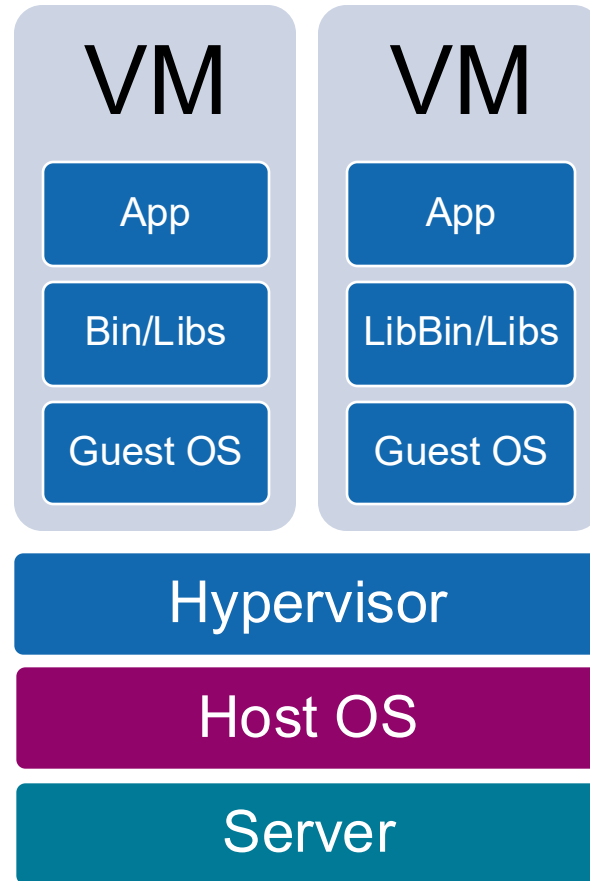 VM
App
Bin/Libs
Guest OS
VM
App
LibBin/Libs
Guest OS
Hypervisor
Host OS
Server